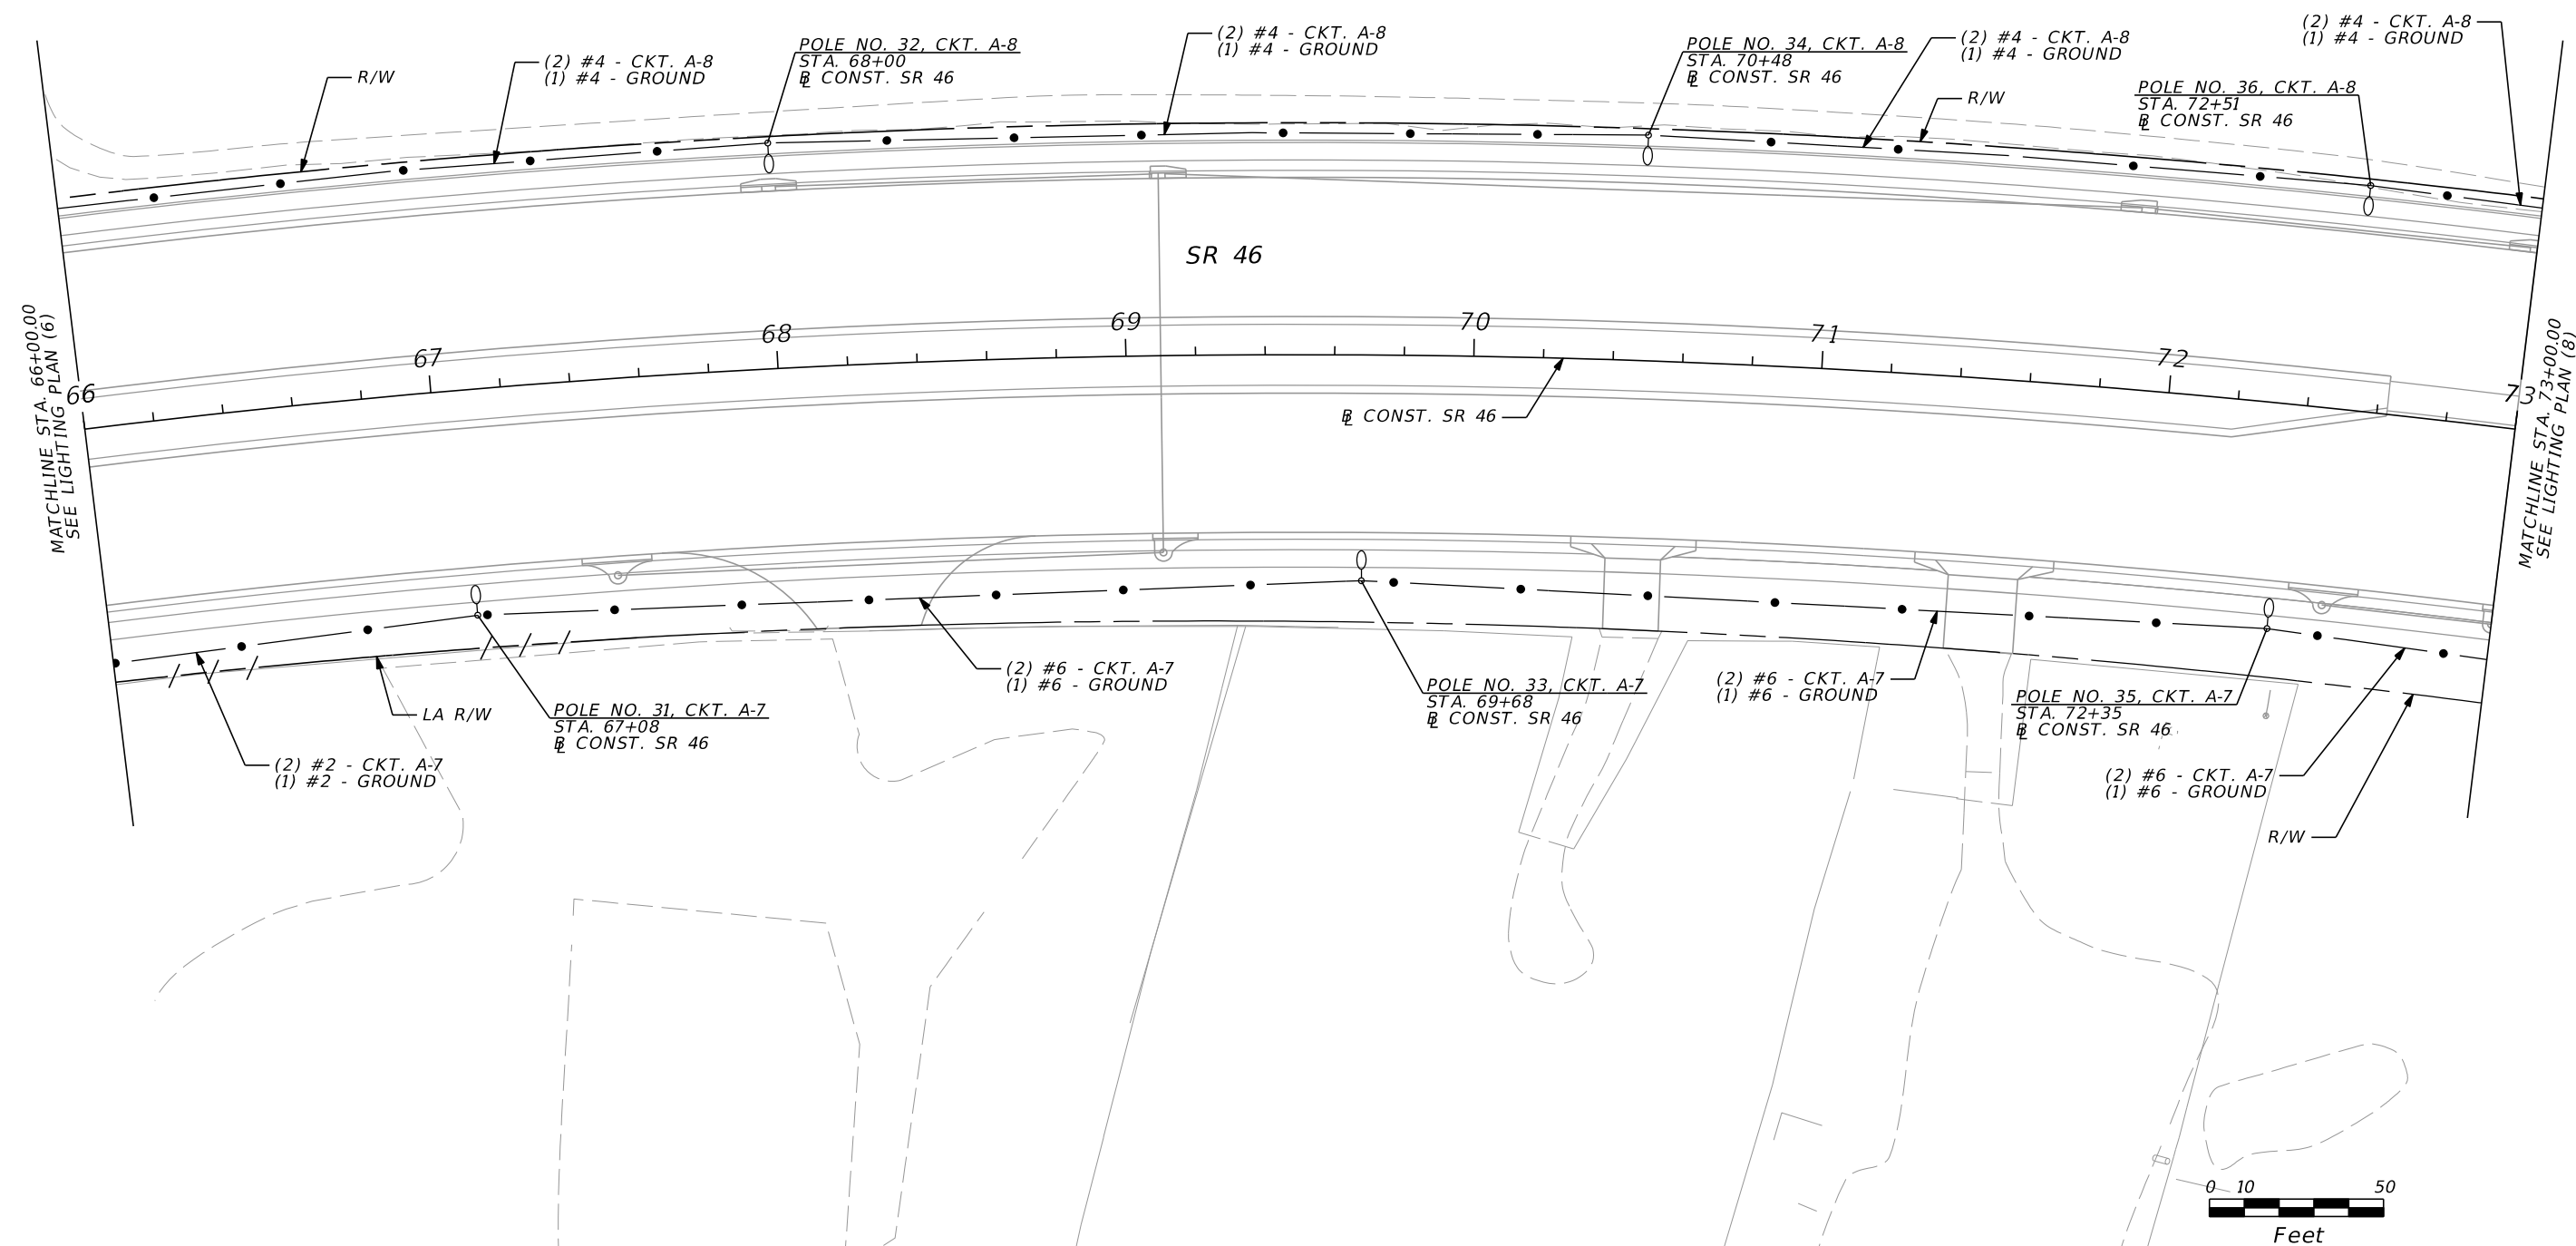 (2) #4 - CKT. A-8
(1) #4 - GROUND
R/W
(2) #4 - CKT. A-8
(1) #4 - GROUND
POLE NO. 32, CKT. A-8
STA. 68+00
BL CONST. SR 46
(2) #4 - CKT. A-8
(1) #4 - GROUND
POLE NO. 34, CKT. A-8
STA. 70+48
BL CONST. SR 46
(2) #4 - CKT. A-8
(1) #4 - GROUND
R/W
POLE NO. 36, CKT. A-8
STA. 72+51
BL CONST. SR 46
SR 46
66
67
68
69
70
71
72
73
MATCHLINE STA. 66+00.00
SEE LIGHTING PLAN (6)
MATCHLINE STA. 73+00.00
SEE LIGHTING PLAN (8)
BL CONST. SR 46
LA R/W
(2) #2 - CKT. A-7
(1) #2 - GROUND
POLE NO. 31, CKT. A-7
STA. 67+08
BL CONST. SR 46
(2) #6 - CKT. A-7
(1) #6 - GROUND
POLE NO. 33, CKT. A-7
STA. 69+68
BL CONST. SR 46
(2) #6 - CKT. A-7
(1) #6 - GROUND
POLE NO. 35, CKT. A-7
STA. 72+35
BL CONST. SR 46
(2) #6 - CKT. A-7
(1) #6 - GROUND
R/W
0 10 50
Feet